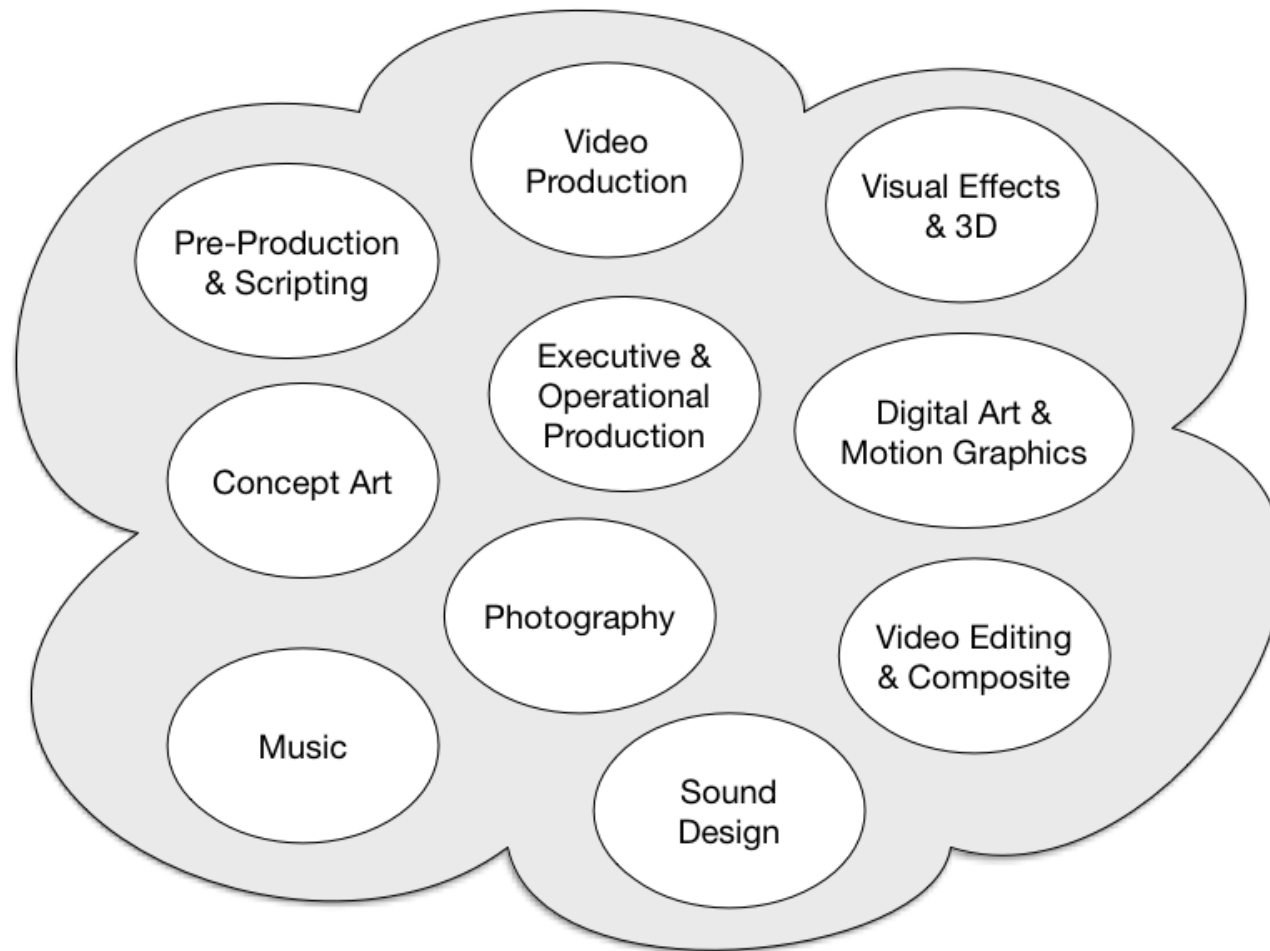 Video
Production
Visual Effects
& 3D
Pre-Production
& Scripting
Executive &
Operational
Production
Digital Art &
Motion Graphics
Concept Art
Photography
Video Editing
& Composite
Music
Sound
Design